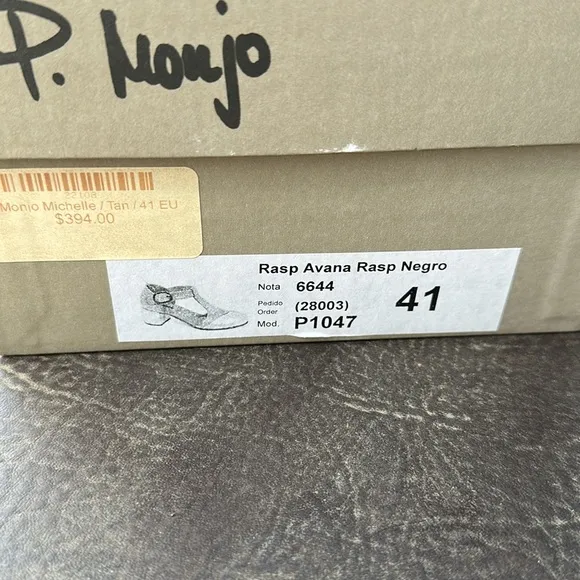 P. Monjo
22108
Monjo Michelle / Tan / 41 EU
$394.00
Rasp Avana Rasp Negro
Nota 6644
Pedido
Order (28003)
Mod. P1047
41